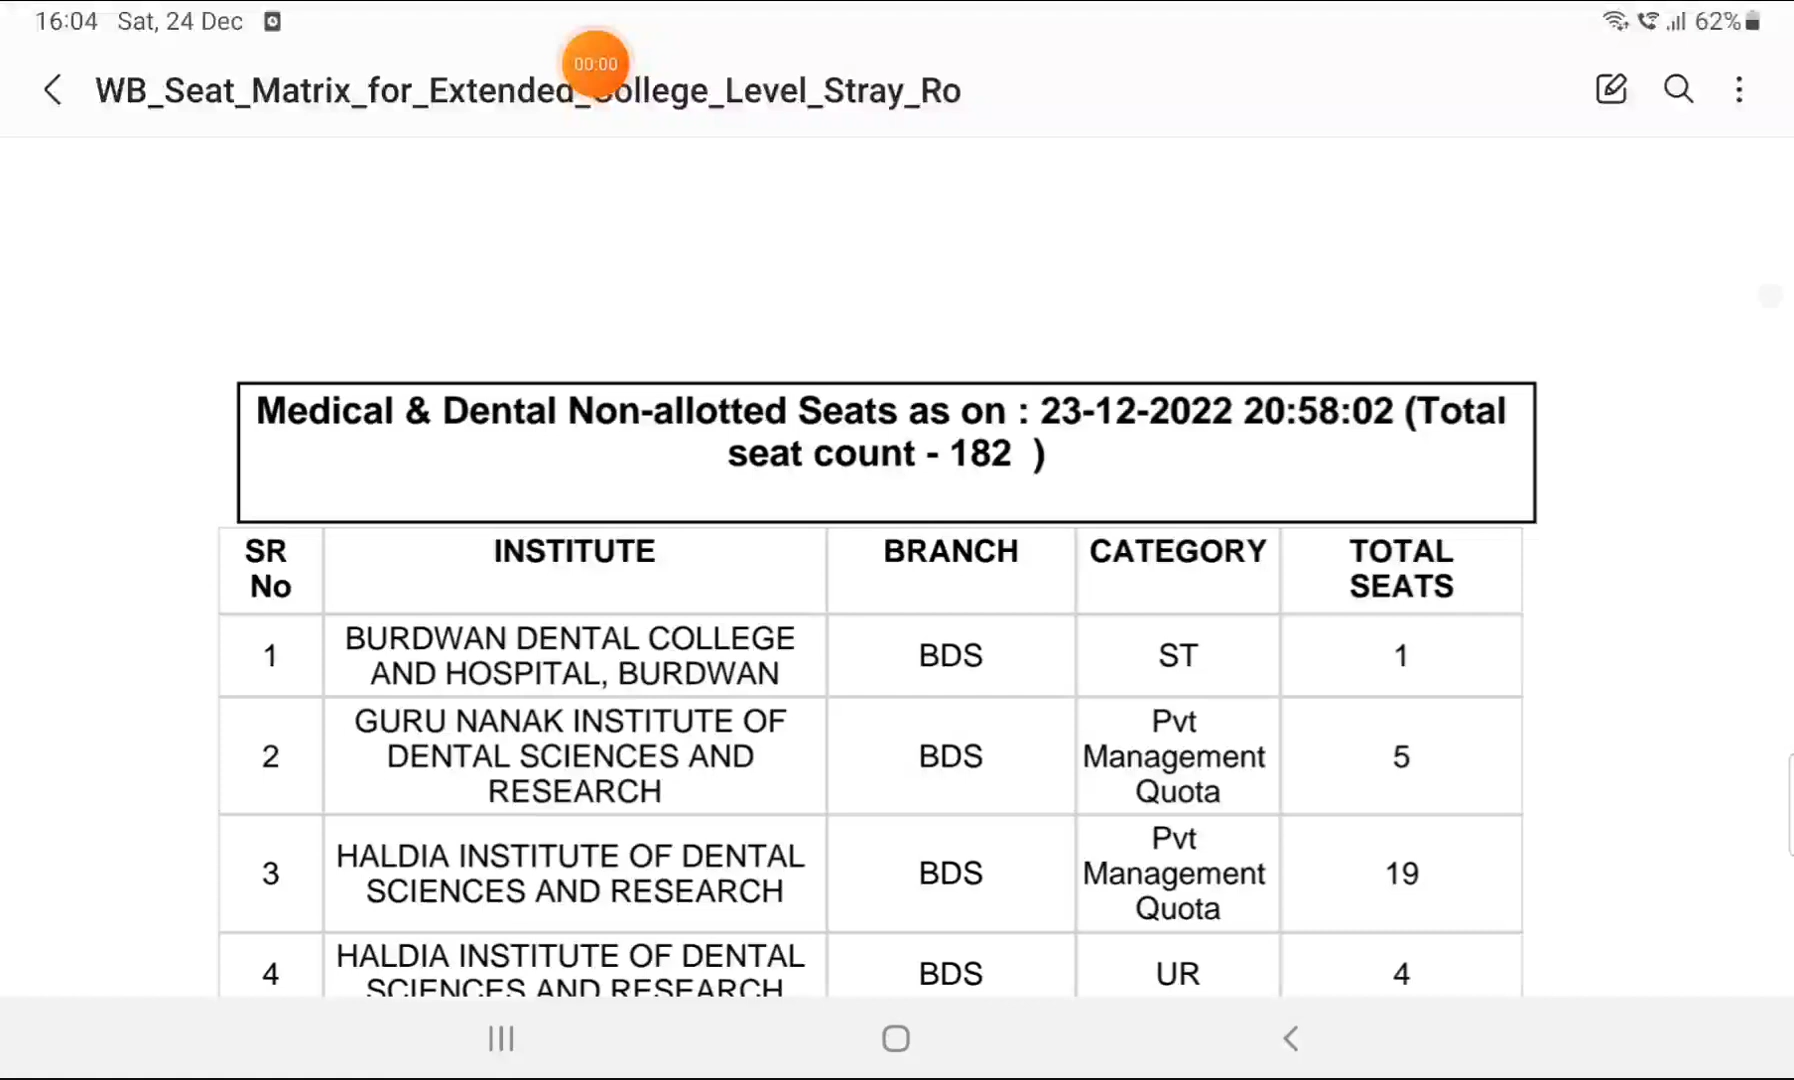 16:04 Sat, 24 Dec
62%
00:00
WB_Seat_Matrix_for_Extended_College_Level_Stray_Ro
Medical & Dental Non-allotted Seats as on : 23-12-2022 20:58:02 (Total
seat count - 182 )
SR No INSTITUTE BRANCH CATEGORY TOTAL SEATS
1 BURDWAN DENTAL COLLEGE AND HOSPITAL, BURDWAN BDS ST 1
2 GURU NANAK INSTITUTE OF DENTAL SCIENCES AND RESEARCH BDS Pvt Management Quota 5
3 HALDIA INSTITUTE OF DENTAL SCIENCES AND RESEARCH BDS Pvt Management Quota 19
4 HALDIA INSTITUTE OF DENTAL SCIENCES AND RESEARCH BDS UR 4